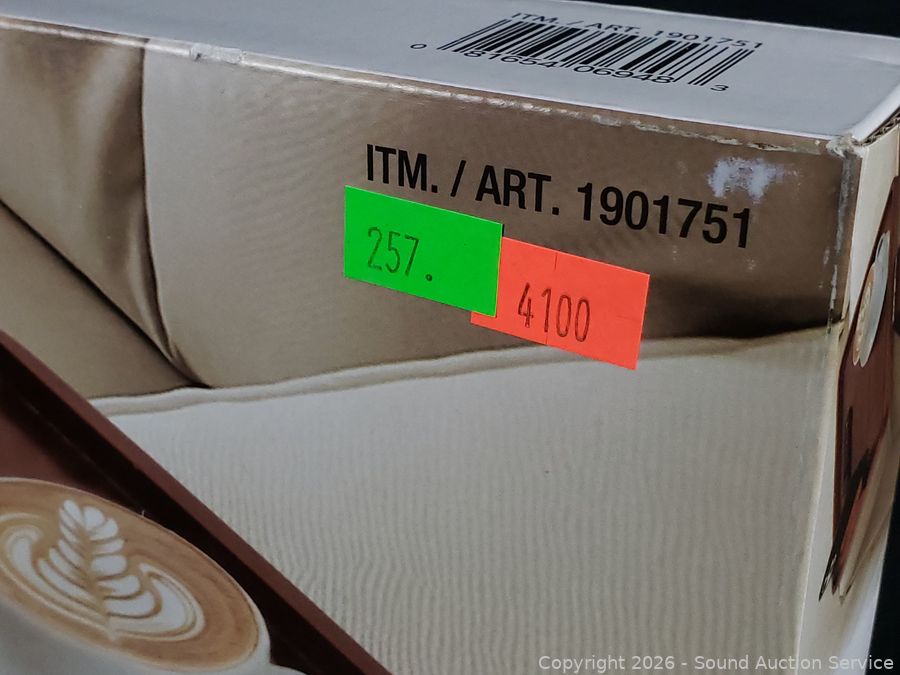 ITM. / ART. 1901751
0 81654 06948 3
ITM. / ART. 1901751
257.
4100
Copyright 2026 - Sound Auction Service